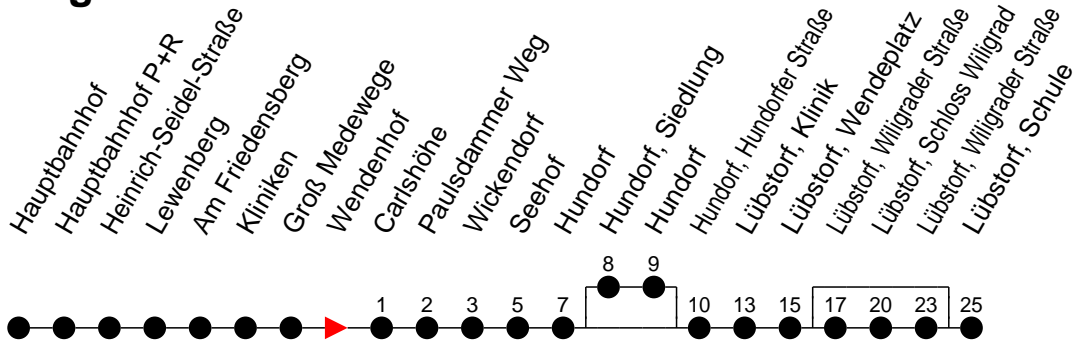 Hauptbahnhof
Hauptbahnhof P+R
Heinrich-Seidel-Straße
Lewenberg
Am Friedensberg
Kliniken
Groß Medewege
Wendenhof
Carlshöhe
Paulsdammer Weg
Wickendorf
Seehof
Hundorf
Hundorf, Siedlung
Hundorf
Hundorf, Hundorfer Straße
Lübstorf, Klinik
Lübstorf, Wendeplatz
Lübstorf, Wiligrader Straße
Lübstorf, Schloss Wiligrad
Lübstorf, Wiligrader Straße
Lübstorf, Schule
8 9
1 2 3 5 7 10 13 15 17 20 23 25